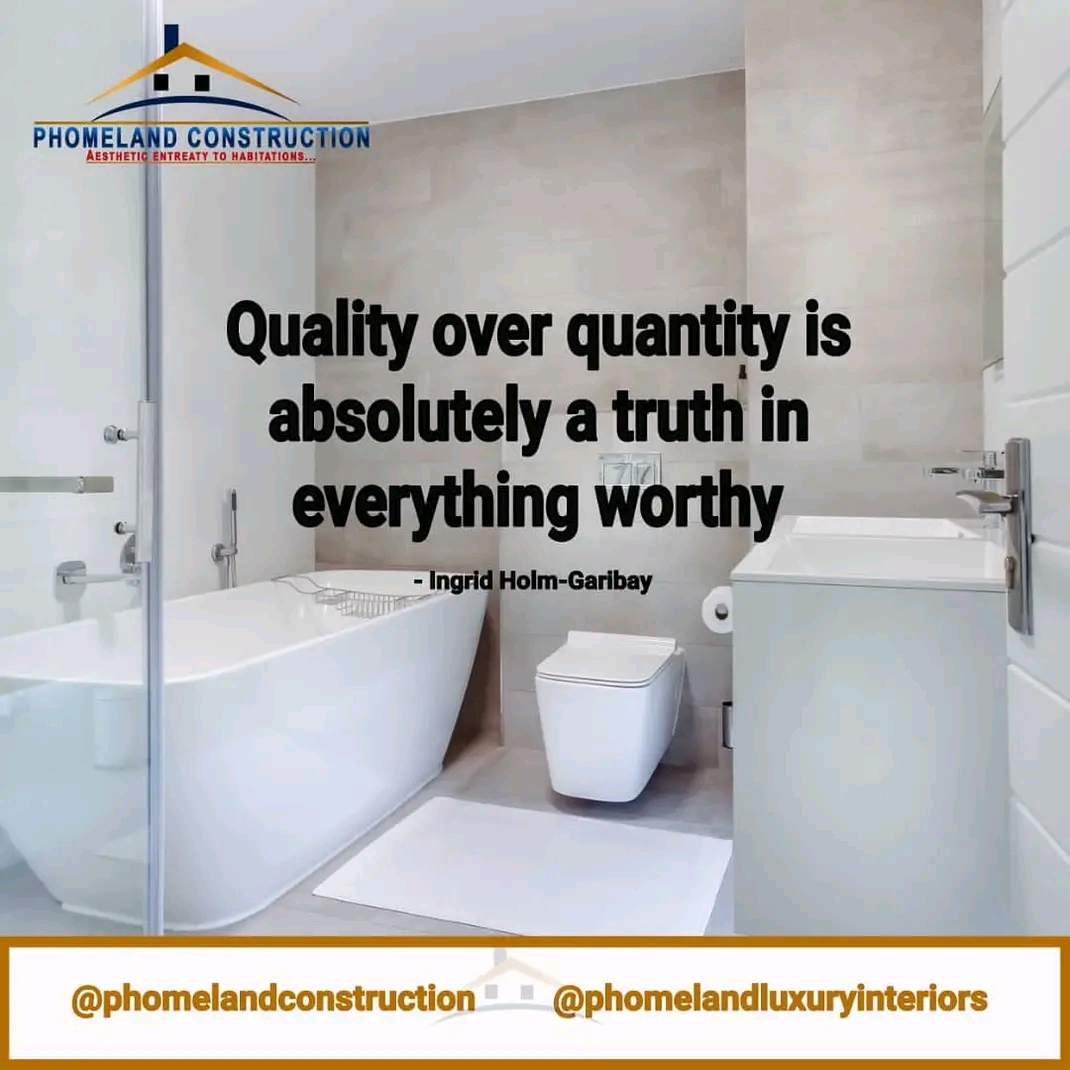 PHOMELAND CONSTRUCTION
AESTHETIC ENTREATY TO HABITATIONS...
Quality over quantity is
absolutely a truth in
everything worthy
- Ingrid Holm-Garibay
@phomelandconstruction @phomelandluxuryinteriors